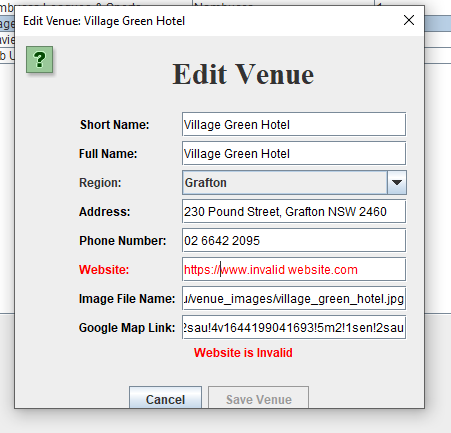 Edit Venue: Village Green Hotel
?
Edit Venue
Short Name: Village Green Hotel
Full Name: Village Green Hotel
Region: Grafton
Address: 230 Pound Street, Grafton NSW 2460
Phone Number: 02 6642 2095
Website: https://www.invalid website.com
Image File Name: u/venue_images/village_green_hotel.jpg
Google Map Link: 2sau!4v1644199041693!5m2!1sen!2sau
Website is Invalid
Cancel Save Venue